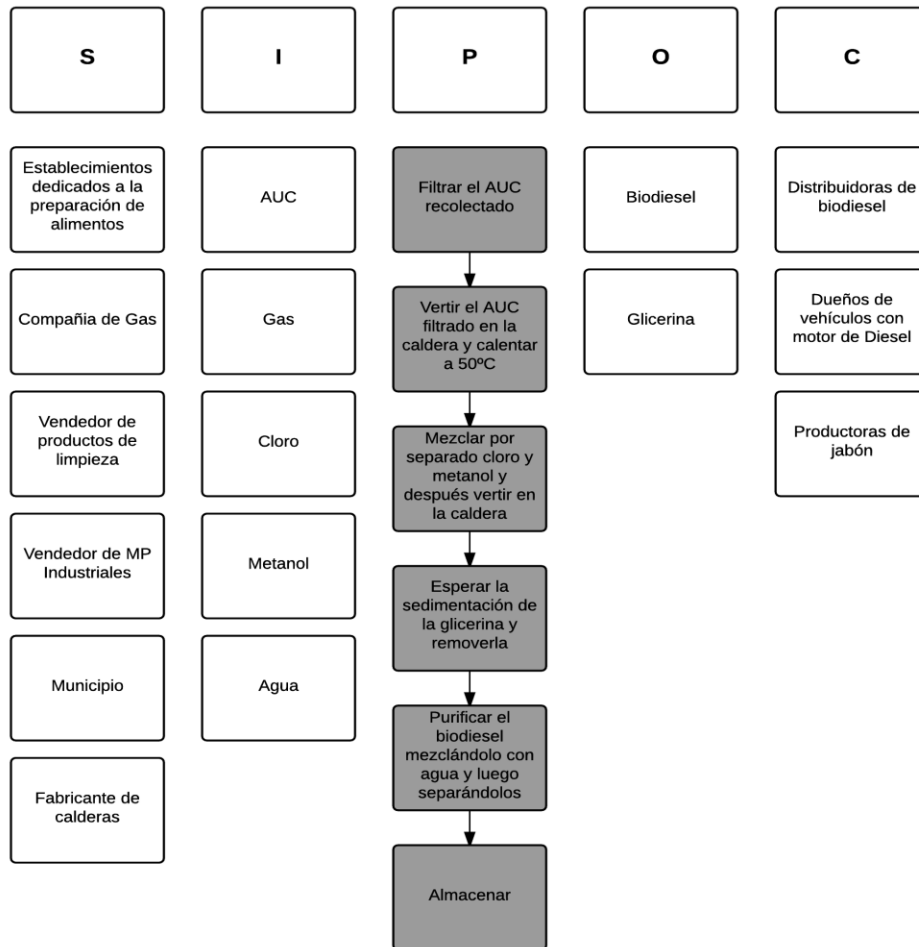 S
I
P
O
C
Establecimientos
dedicados a la
preparación de
alimentos
AUC
Filtrar el AUC
recolectado
Biodiesel
Distribuidoras de
biodiesel
Compañia de Gas
Gas
Vertir el AUC
filtrado en la
caldera y calentar
a 50ºC
Glicerina
Dueños de
vehículos con
motor de Diesel
Vendedor de
productos de
limpieza
Cloro
Mezclar por
separado cloro y
metanol y
después vertir en
la caldera
Productoras de
jabón
Vendedor de MP
Industriales
Metanol
Esperar la
sedimentación de
la glicerina y
removerla
Municipio
Agua
Purificar el
biodiesel
mezclándolo con
agua y luego
separándolos
Fabricante de
calderas
Almacenar